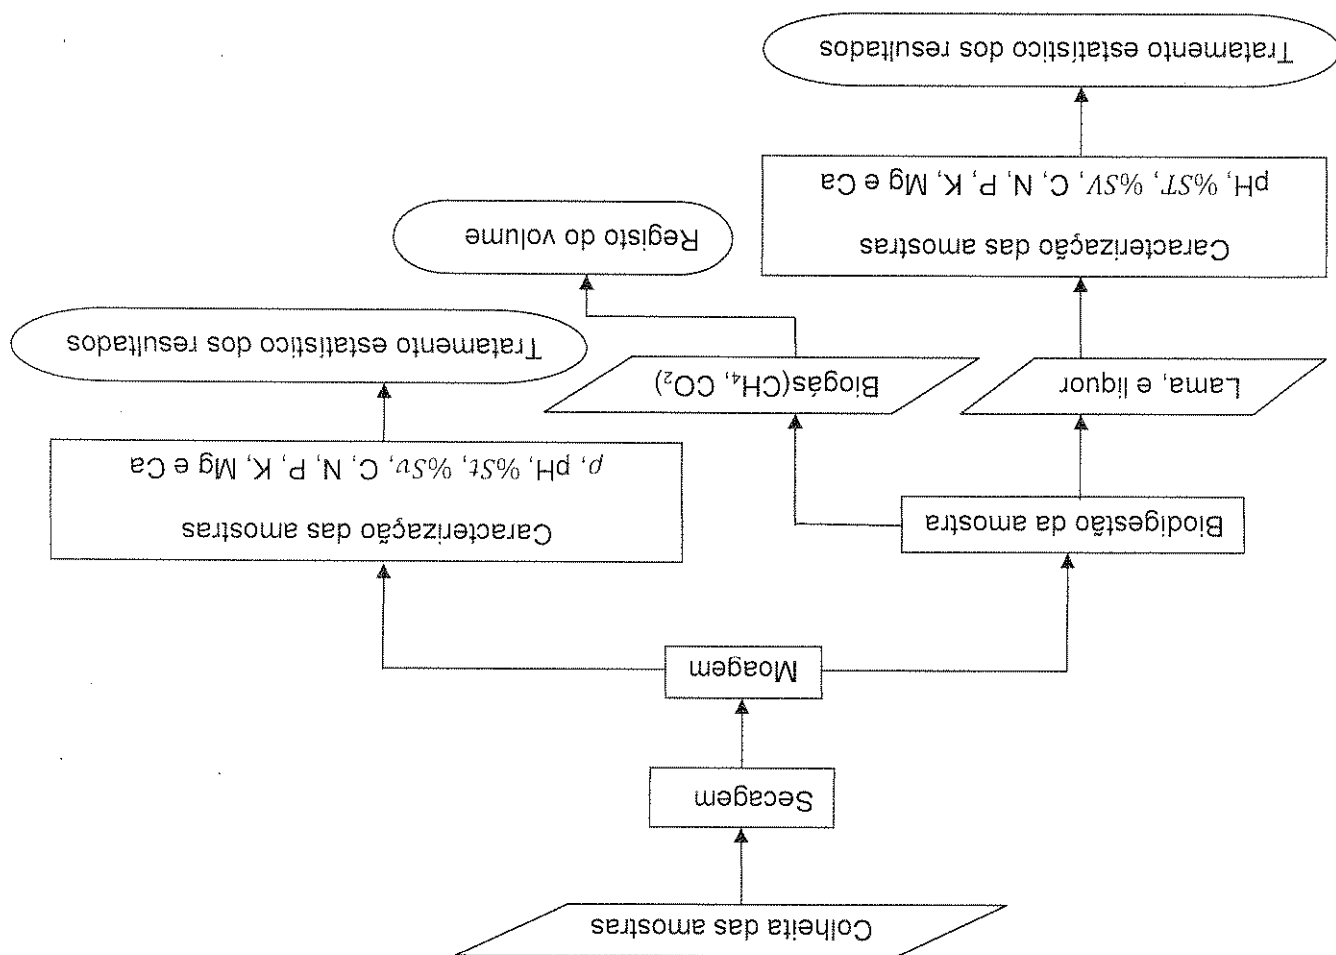 Colheita das amostras
Secagem
Moagem
Biodigestão da amostra
Caracterização das amostras
ρ, pH, %St, %Sv, C, N, P, K, Mg e Ca
Lama, e liquor
Biogás(CH₄, CO₂)
Tratamento estatístico dos resultados
Caracterização das amostras
pH, %ST, %SV, C, N, P, K, Mg e Ca
Registo do volume
Tratamento estatístico dos resultados